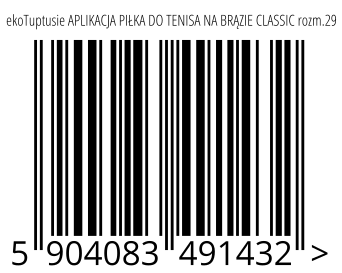 ekoTuptusie APLIKACJA PIŁKA DO TENISA NA BRĄZIE CLASSIC rozm.29
5 904083 491432 >